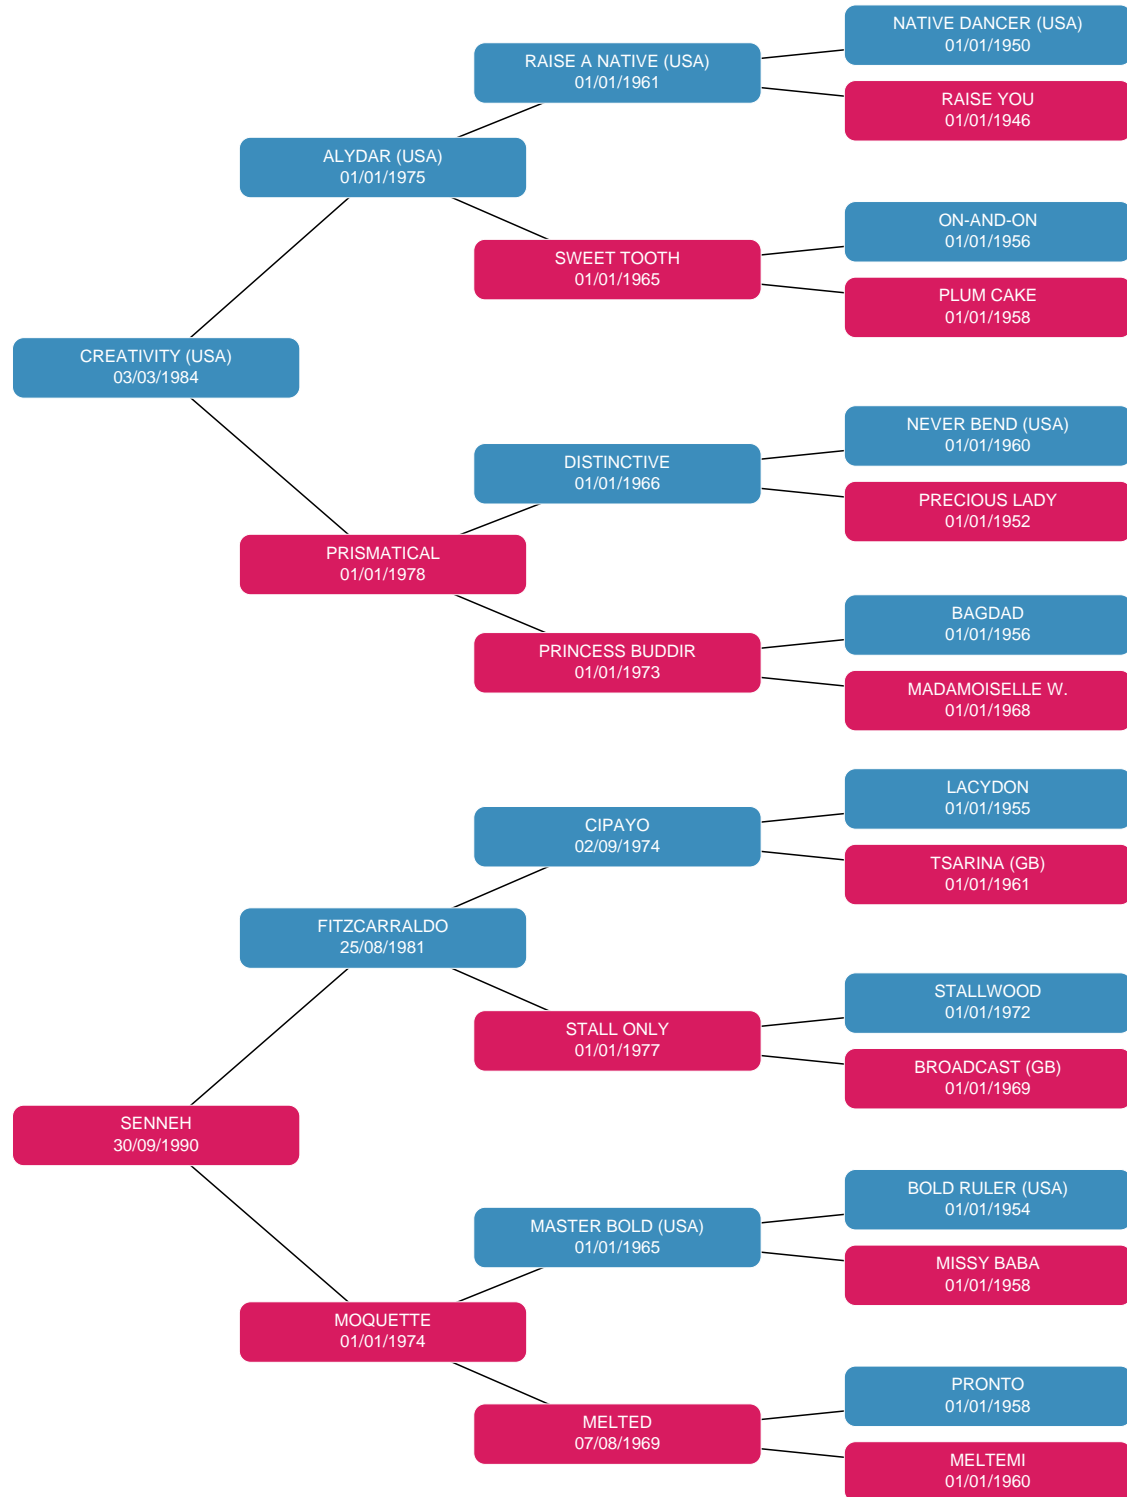 NATIVE DANCER (USA)
01/01/1950
RAISE A NATIVE (USA)
01/01/1961
RAISE YOU
01/01/1946
ALYDAR (USA)
01/01/1975
ON-AND-ON
01/01/1956
SWEET TOOTH
01/01/1965
PLUM CAKE
01/01/1958
CREATIVITY (USA)
03/03/1984
NEVER BEND (USA)
01/01/1960
DISTINCTIVE
01/01/1966
PRECIOUS LADY
01/01/1952
PRISMATICAL
01/01/1978
BAGDAD
01/01/1956
PRINCESS BUDDIR
01/01/1973
MADAMOISELLE W.
01/01/1968
LACYDON
01/01/1955
CIPAYO
02/09/1974
TSARINA (GB)
01/01/1961
FITZCARRALDO
25/08/1981
STALLWOOD
01/01/1972
STALL ONLY
01/01/1977
BROADCAST (GB)
01/01/1969
SENNEH
30/09/1990
BOLD RULER (USA)
01/01/1954
MASTER BOLD (USA)
01/01/1965
MISSY BABA
01/01/1958
MOQUETTE
01/01/1974
PRONTO
01/01/1958
MELTED
07/08/1969
MELTEMI
01/01/1960